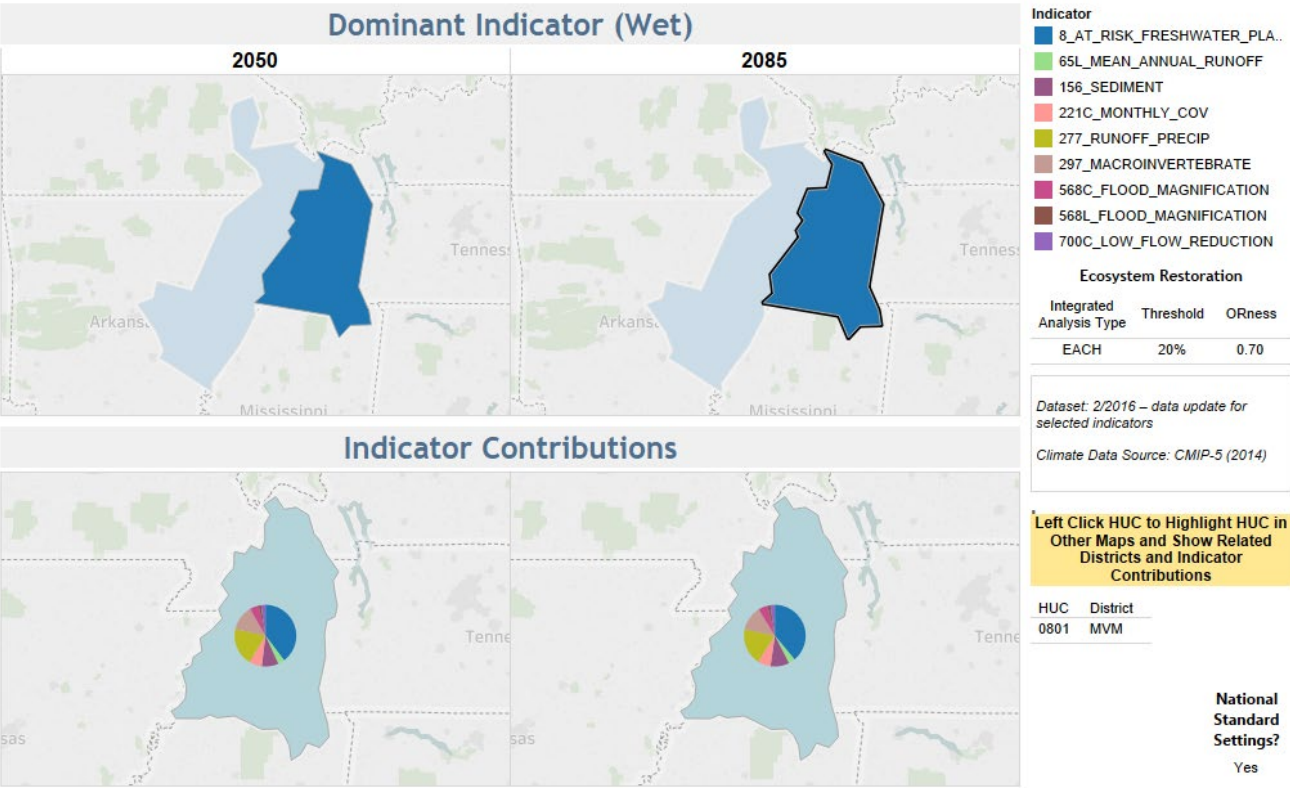 Dominant Indicator (Wet)
2050
2085
Tenness
Arkansa
Mississippi
Tennes
Arkansa
Mississippi
Indicator Contributions
Tenne
sas
Tenne
sas
Indicator
8_AT_RISK_FRESHWATER_PLA..
65L_MEAN_ANNUAL_RUNOFF
156_SEDIMENT
221C_MONTHLY_COV
277_RUNOFF_PRECIP
297_MACROINVERTEBRATE
568C_FLOOD_MAGNIFICATION
568L_FLOOD_MAGNIFICATION
700C_LOW_FLOW_REDUCTION
Ecosystem Restoration
Integrated Analysis Type Threshold ORness
EACH 20% 0.70
Dataset: 2/2016 – data update for
selected indicators
Climate Data Source: CMIP-5 (2014)
Left Click HUC to Highlight HUC in
Other Maps and Show Related
Districts and Indicator
Contributions
HUC District
0801 MVM
National
Standard
Settings?
Yes